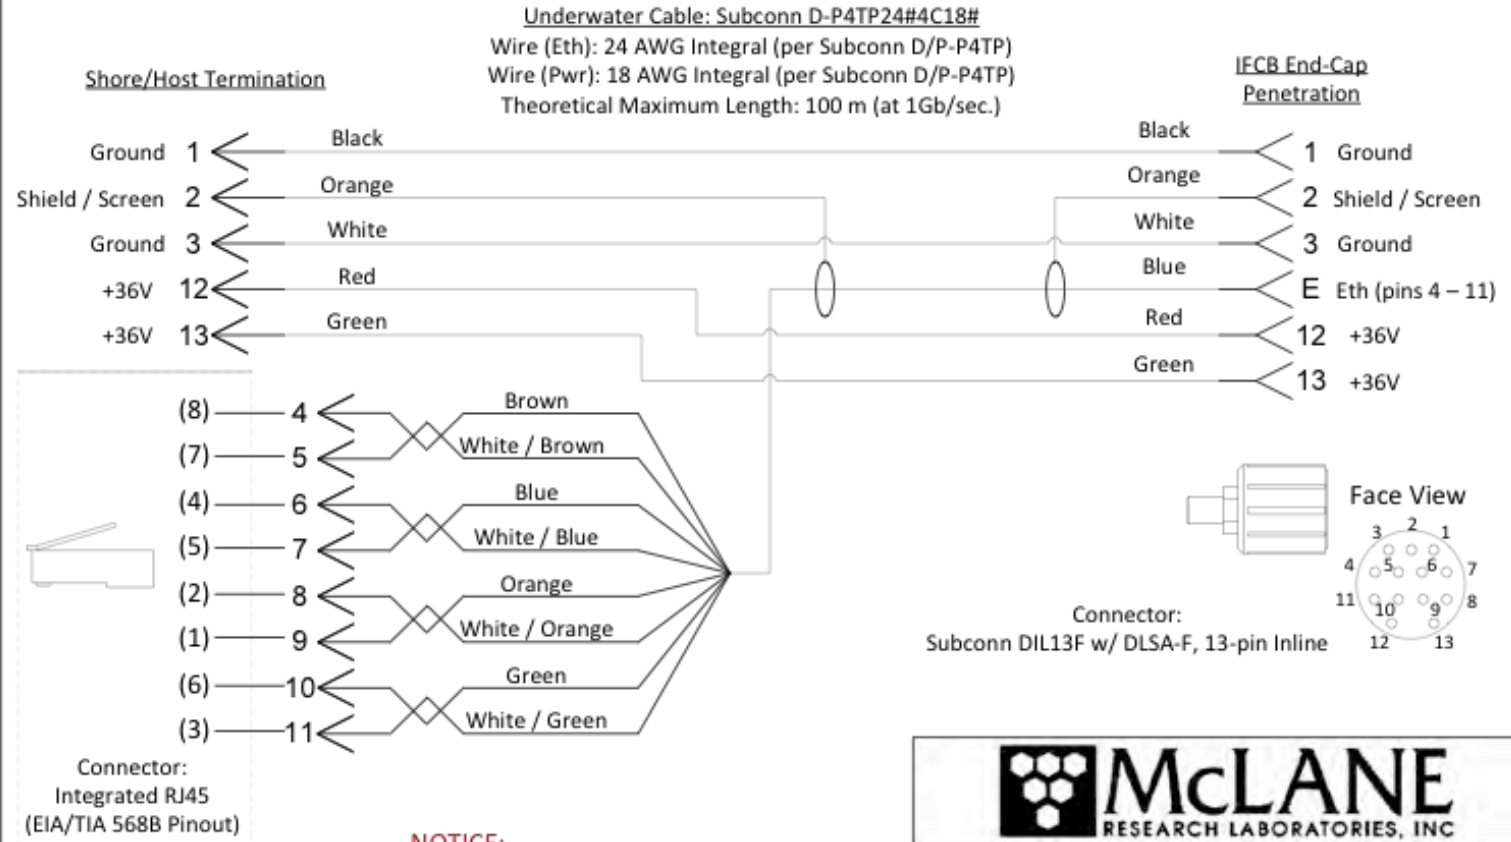 Underwater Cable: Subconn D-P4TP24#4C18#
Wire (Eth): 24 AWG Integral (per Subconn D/P-P4TP)
Wire (Pwr): 18 AWG Integral (per Subconn D/P-P4TP)
Theoretical Maximum Length: 100 m (at 1Gb/sec.)
Shore/Host Termination
IFCB End-Cap
Penetration
Ground 1 Black Black 1 Ground
Shield / Screen 2 Orange Orange 2 Shield / Screen
Ground 3 White White 3 Ground
+36V 12 Red Blue E Eth (pins 4 – 11)
+36V 13 Green Red 12 +36V
Green 13 +36V
(8) 4 Brown
(7) 5 White / Brown
(4) 6 Blue
(5) 7 White / Blue
(2) 8 Orange
(1) 9 White / Orange
(6) 10 Green
(3) 11 White / Green
Connector:
Integrated RJ45
(EIA/TIA 568B Pinout)
Face View
3 2 1
4 5 6 7
11 10 9 8
12 13
Connector:
Subconn DIL13F w/ DLSA-F, 13-pin Inline
NOTICE:
McLANE
RESEARCH LABORATORIES, INC